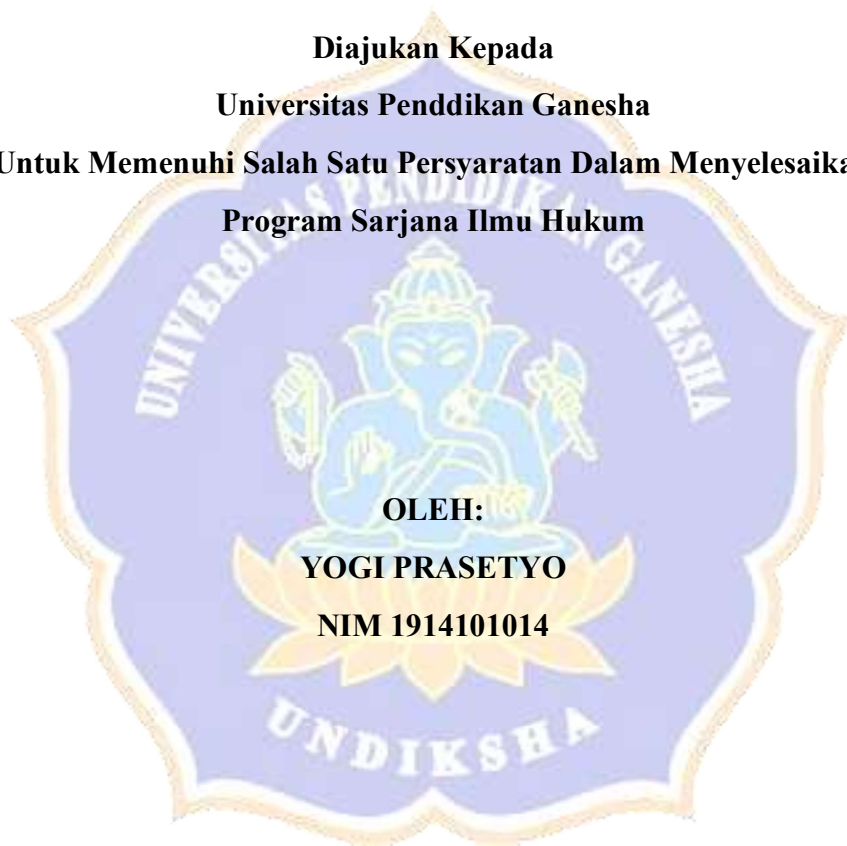 Diajukan Kepada
Universitas Penddikan Ganesha
Untuk Memenuhi Salah Satu Persyaratan Dalam Menyelesaika
Program Sarjana Ilmu Hukum
UNIVERSITAS PENDIDIKAN GANESHA
OLEH:
YOGI PRASETYO
NIM 1914101014
UNDIKSHA